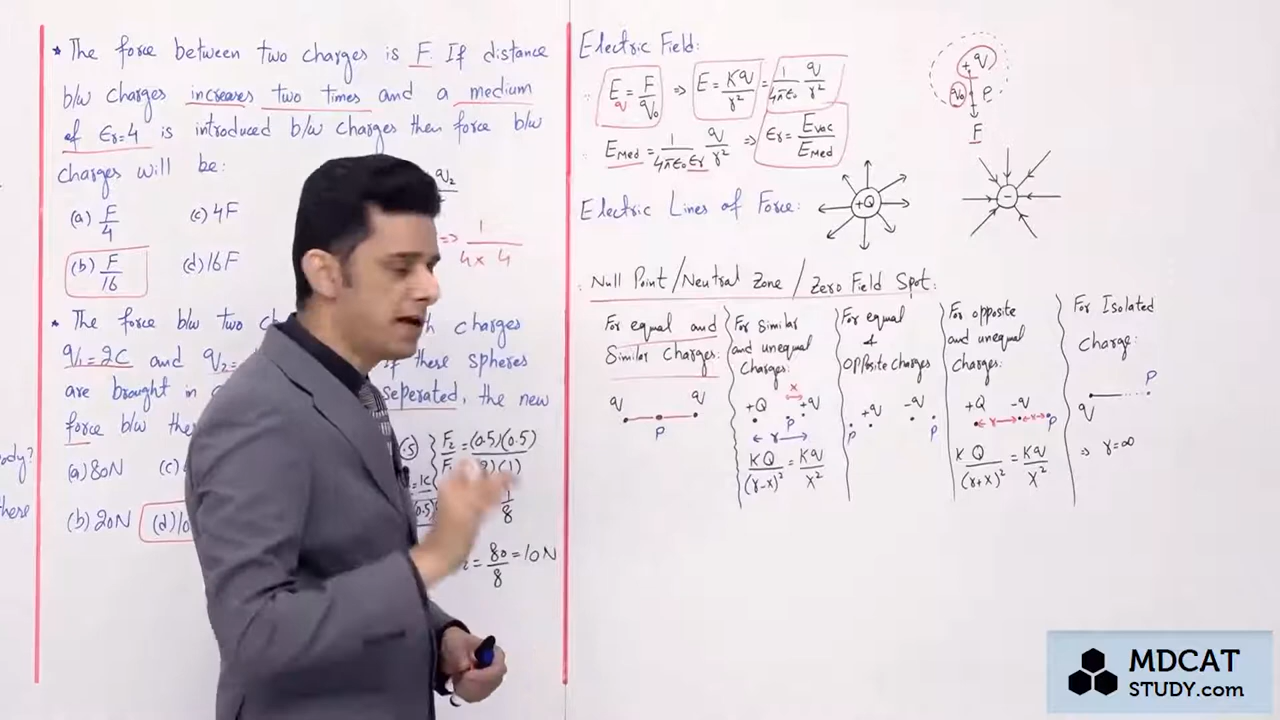 * The force between two charges is F. If distance
b/w charges increases two times and a medium
of εr=4 is introduced b/w charges then force b/w
charges will be:
q2
(a) F/4 (c) 4F
=> 1/4×4
(b) F/16 (d) 16F
* The force b/w two charges
q1=2C and q2= if these spheres
are brought in seperated, the new
force b/w
ody?
here
(a) 80N (c)
(b) 20N (d) 10
F2 = (0.5)(0.5)
(1)
1/8
= 80/8 = 10N
Electric Field:
∵ E = F/q0 ⇒ E = Kq/r² = 1/4πε0 q/r²
q
∴ EMed = 1/4πε0εr q/r² ⇒ εr = Evac/EMed
+q
q0
F
Electric Lines of Force:
+Q
-
Null Point/Neutral Zone/Zero Field Spot:
For equal and
Similar Charges:
q q
P
For similar
and unequal
Charges:
x
+Q P +q
r
KQ/(r-x)² = Kq/x²
For equal
&
Opposite Charges
+q -q
P P
For opposite
and unequal
Charges:
+Q -q
r x P
KQ/(r+x)² = Kq/x²
For Isolated
Charge:
P
q
⇒ r=∞
MDCAT
STUDY.com